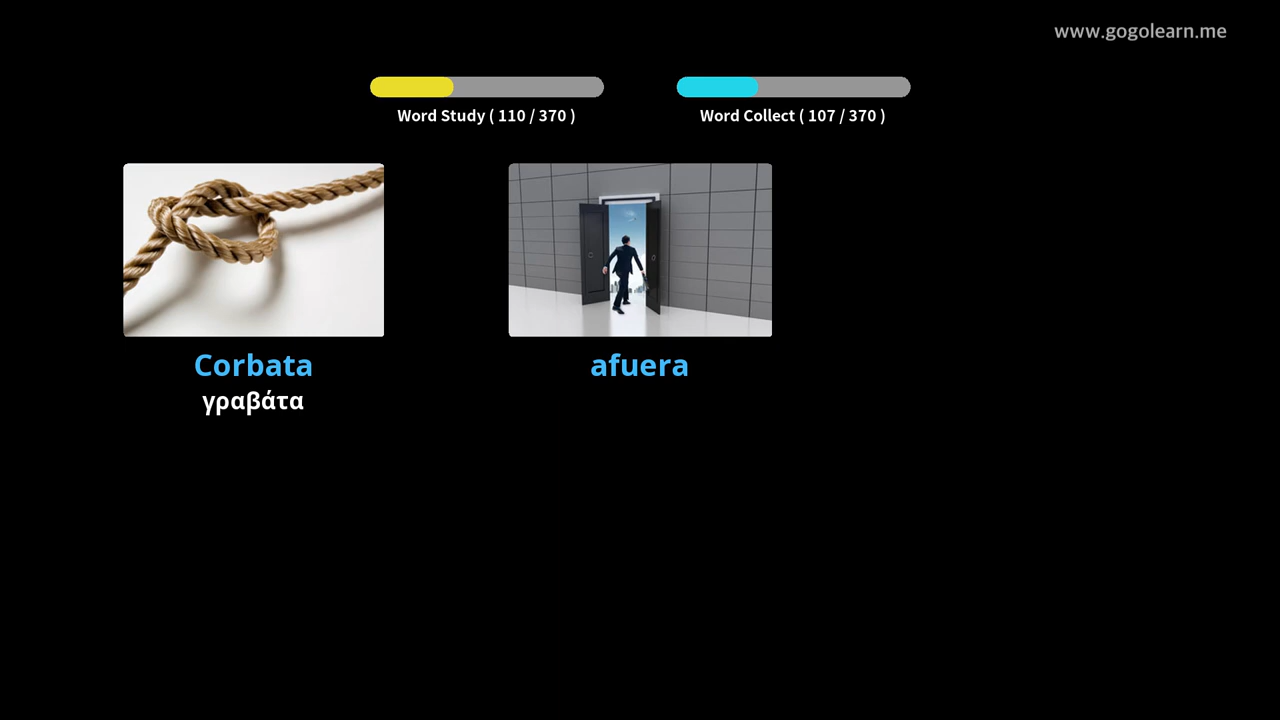 www.gogolearn.me
Word Study ( 110 / 370 )
Word Collect ( 107 / 370 )
Corbata
γραβάτα
afuera